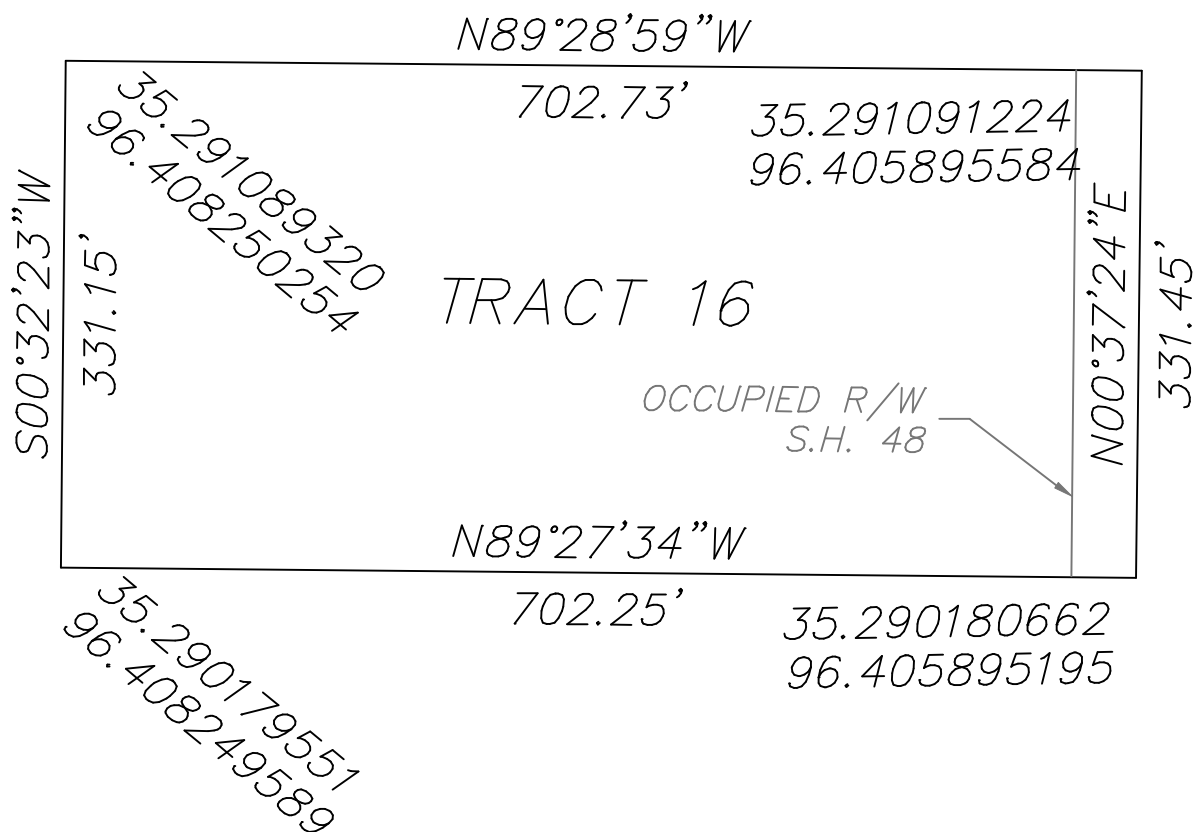 N89°28'59"W
702.73'
35.291089320
96.408250254
35.291091224
96.405895584
S00°32'23"W
331.15'
TRACT 16
N00°37'24"E
331.45'
OCCUPIED R/W
S.H. 48
N89°27'34"W
702.25'
35.290179551
96.408249589
35.290180662
96.405895195